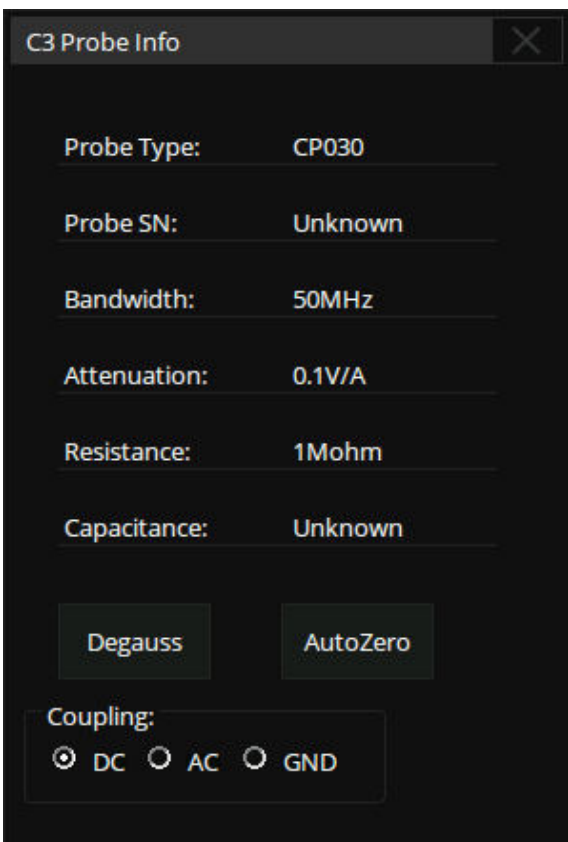 C3 Probe Info
Probe Type: CP030
Probe SN: Unknown
Bandwidth: 50MHz
Attenuation: 0.1V/A
Resistance: 1Mohm
Capacitance: Unknown
Degauss AutoZero
Coupling:
DC AC GND